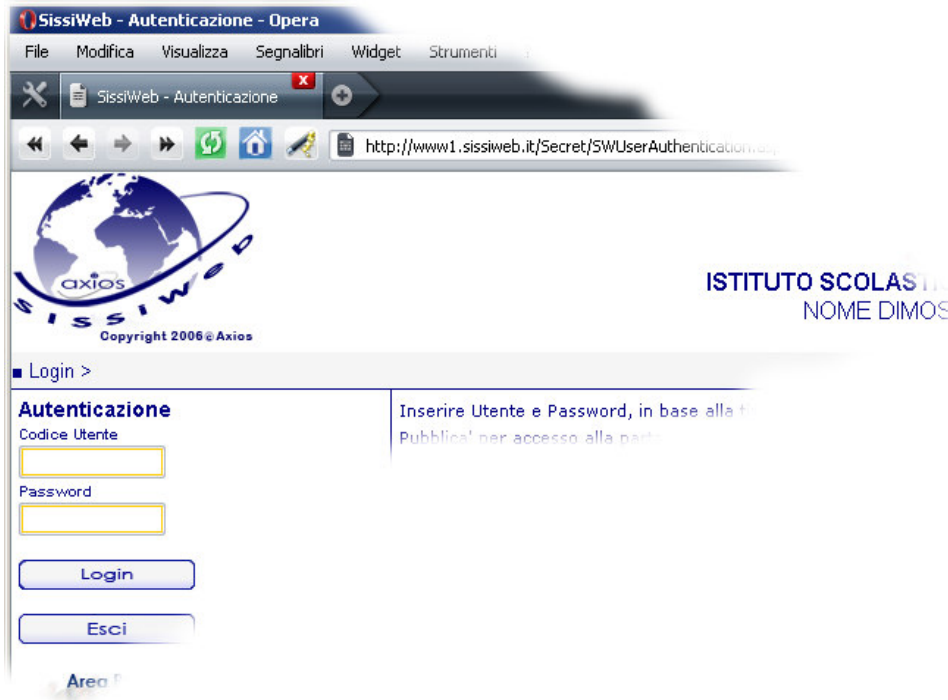 SissiWeb - Autenticazione - Opera
File Modifica Visualizza Segnalibri Widget Strumenti
SissiWeb - Autenticazione
http://www1.sissiweb.it/Secret/SWUserAuthentication
axios
sissiweb
Copyright 2006 © Axios
ISTITUTO SCOLASTIC
NOME DIMOS
Login >
Autenticazione
Inserire Utente e Password, in base alla
Codice Utente
Pubblica' per accesso alla parte
Password
Login
Esci
Area